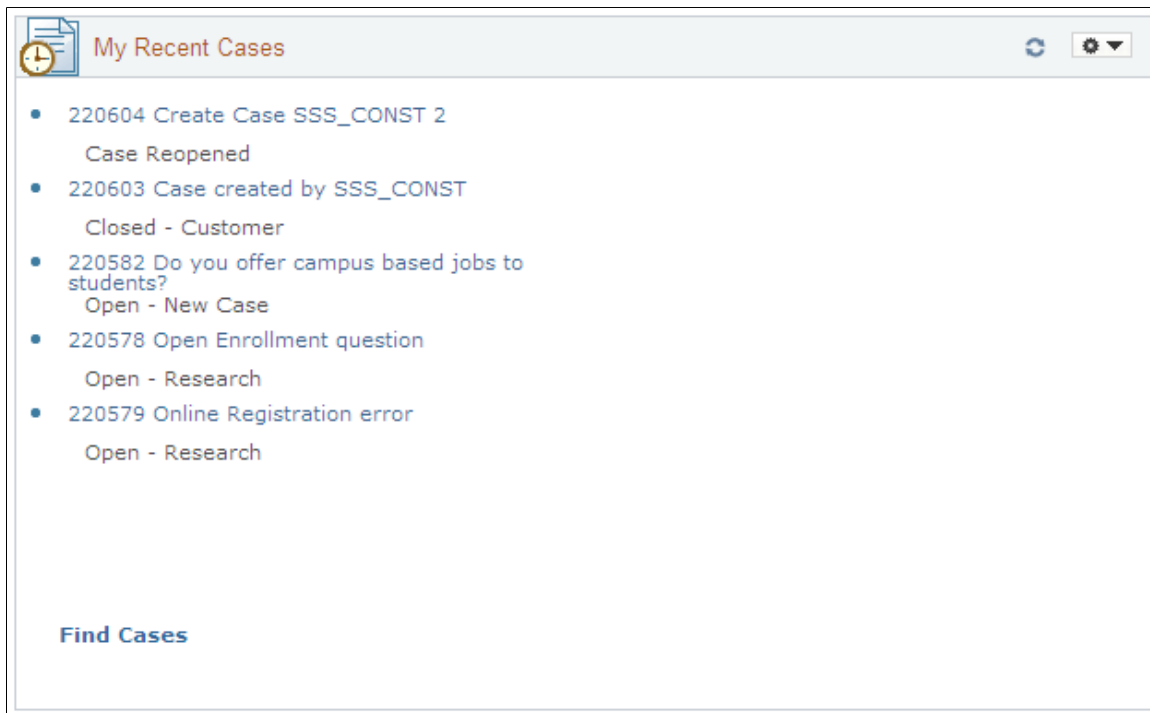 My Recent Cases
220604 Create Case SSS_CONST 2
Case Reopened
220603 Case created by SSS_CONST
Closed - Customer
220582 Do you offer campus based jobs to
students?
Open - New Case
220578 Open Enrollment question
Open - Research
220579 Online Registration error
Open - Research
Find Cases